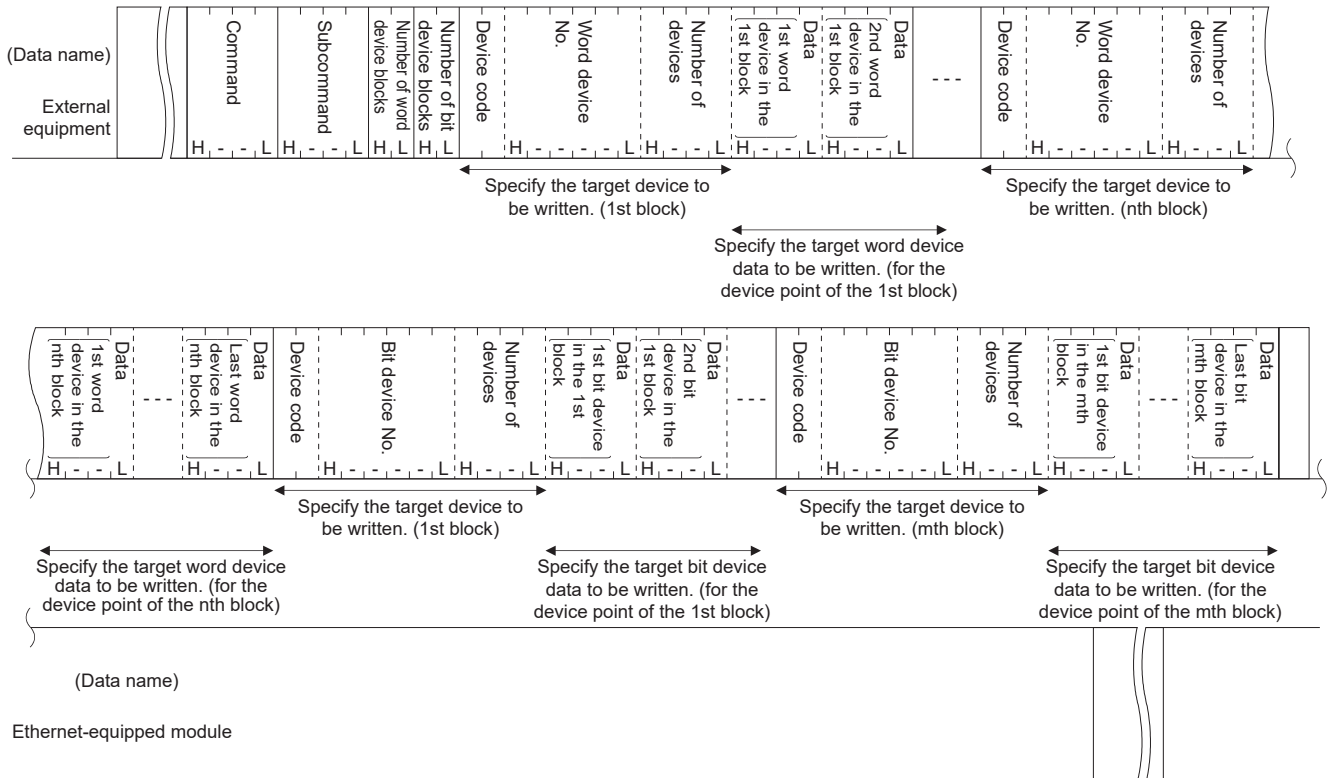 (Data name)
External
equipment
Command
H - - L
Subcommand
H - - L
Number of word
device blocks
H L
Number of bit
device blocks
H L
Device code
Word device
No.
H - - - - L
Number of
devices
H - - L
Data
1st word
device in the
1st block
H - - L
Data
2nd word
device in the
1st block
H - - L
- - -
Device code
Word device
No.
H - - - - L
Number of
devices
H - - L
Specify the target device to
be written. (1st block)
Specify the target device to
be written. (nth block)
Specify the target word device
data to be written. (for the
device point of the 1st block)
Data
1st word
device in the
nth block
H - - L
- - -
Data
Last word
device in the
nth block
H - - L
Device code
Bit device No.
H - - - - L
Number of
devices
H - - L
Data
1st bit device
in the 1st
block
H - - L
Data
2nd bit
device in the
1st block
H - - L
- - -
Device code
Bit device No.
H - - - - L
Number of
devices
H - - L
Data
1st bit device
in the mth
block
H - - L
- - -
Data
Last bit
device in the
mth block
H - - L
Specify the target device to
be written. (1st block)
Specify the target device to
be written. (mth block)
Specify the target word device
data to be written. (for the
device point of the nth block)
Specify the target bit device
data to be written. (for the
device point of the 1st block)
Specify the target bit device
data to be written. (for the
device point of the mth block)
(Data name)
Ethernet-equipped module